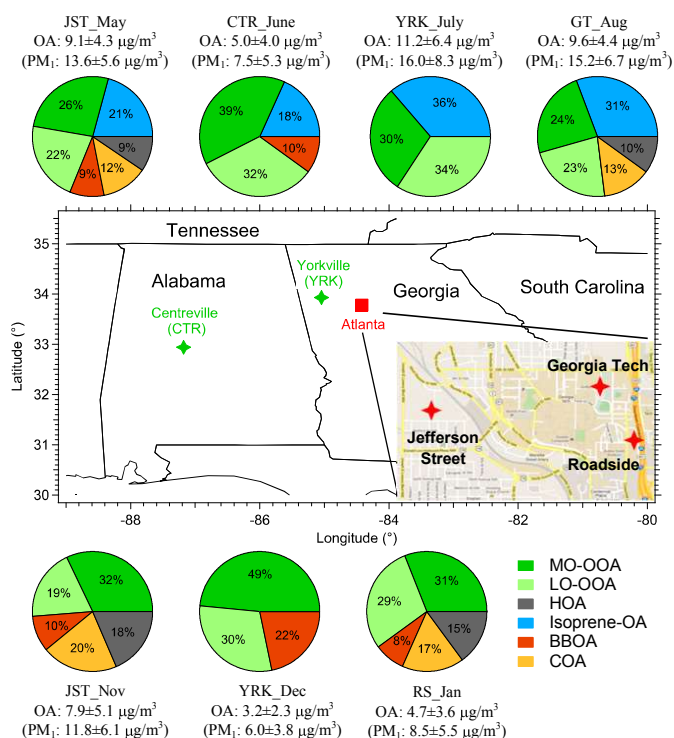 JST_May
OA: 9.1±4.3 µg/m³
(PM₁: 13.6±5.6 µg/m³)
CTR_June
OA: 5.0±4.0 µg/m³
(PM₁: 7.5±5.3 µg/m³)
YRK_July
OA: 11.2±6.4 µg/m³
(PM₁: 16.0±8.3 µg/m³)
GT_Aug
OA: 9.6±4.4 µg/m³
(PM₁: 15.2±6.7 µg/m³)
26%
21%
22%
9%
9%
12%
39%
18%
10%
32%
36%
30%
34%
31%
24%
10%
23%
13%
Tennessee
Alabama
Yorkville
(YRK)
Georgia
South Carolina
Centreville
(CTR)
Atlanta
Georgia Tech
Jefferson
Street
Roadside
35
34
33
32
31
30
Latitude (°)
-88
-86
-84
-82
-80
Longitude (°)
32%
19%
10%
18%
20%
49%
30%
22%
31%
29%
15%
8%
17%
MO-OOA
LO-OOA
HOA
Isoprene-OA
BBOA
COA
JST_Nov
OA: 7.9±5.1 µg/m³
(PM₁: 11.8±6.1 µg/m³)
YRK_Dec
OA: 3.2±2.3 µg/m³
(PM₁: 6.0±3.8 µg/m³)
RS_Jan
OA: 4.7±3.6 µg/m³
(PM₁: 8.5±5.5 µg/m³)